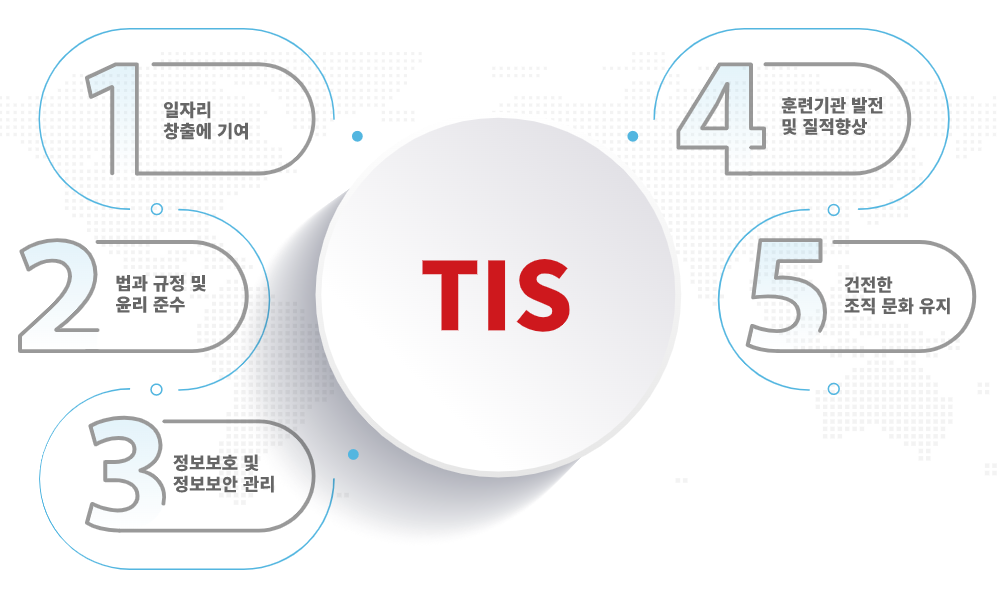 1
일자리
창출에 기여
2
법과 규정 및
윤리 준수
3
정보보호 및
정보보안 관리
TIS
4
훈련기관 발전
및 질적향상
5
건전한
조직 문화 유지